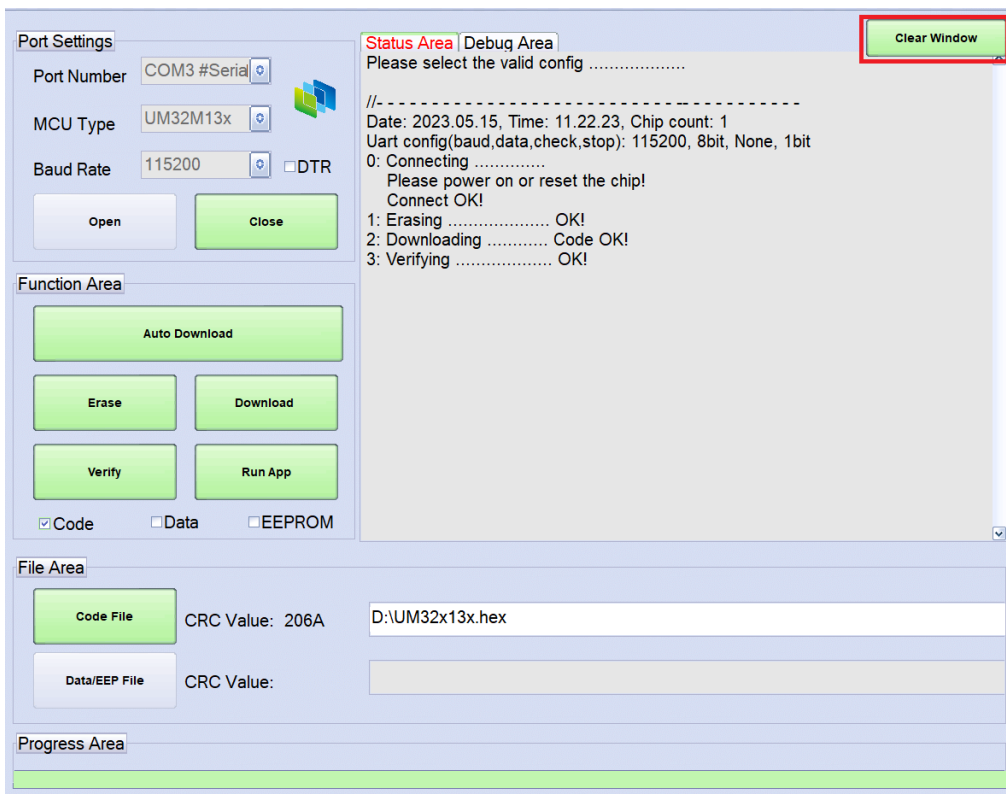 Clear Window
Port Settings
Port Number COM3 #Serial
MCU Type UM32M13x
Baud Rate 115200 DTR
Open Close
Function Area
Auto Download
Erase Download
Verify Run App
Code Data EEPROM
Status Area Debug Area
Please select the valid config ...................
//- - - - - - - - - - - - - - - - - - - - - - - - - - -- - - - - - - - - - - -
Date: 2023.05.15, Time: 11.22.23, Chip count: 1
Uart config(baud,data,check,stop): 115200, 8bit, None, 1bit
0: Connecting ..............
Please power on or reset the chip!
Connect OK!
1: Erasing .................... OK!
2: Downloading ............ Code OK!
3: Verifying ................... OK!
File Area
Code File CRC Value: 206A D:\UM32x13x.hex
Data/EEP File CRC Value:
Progress Area